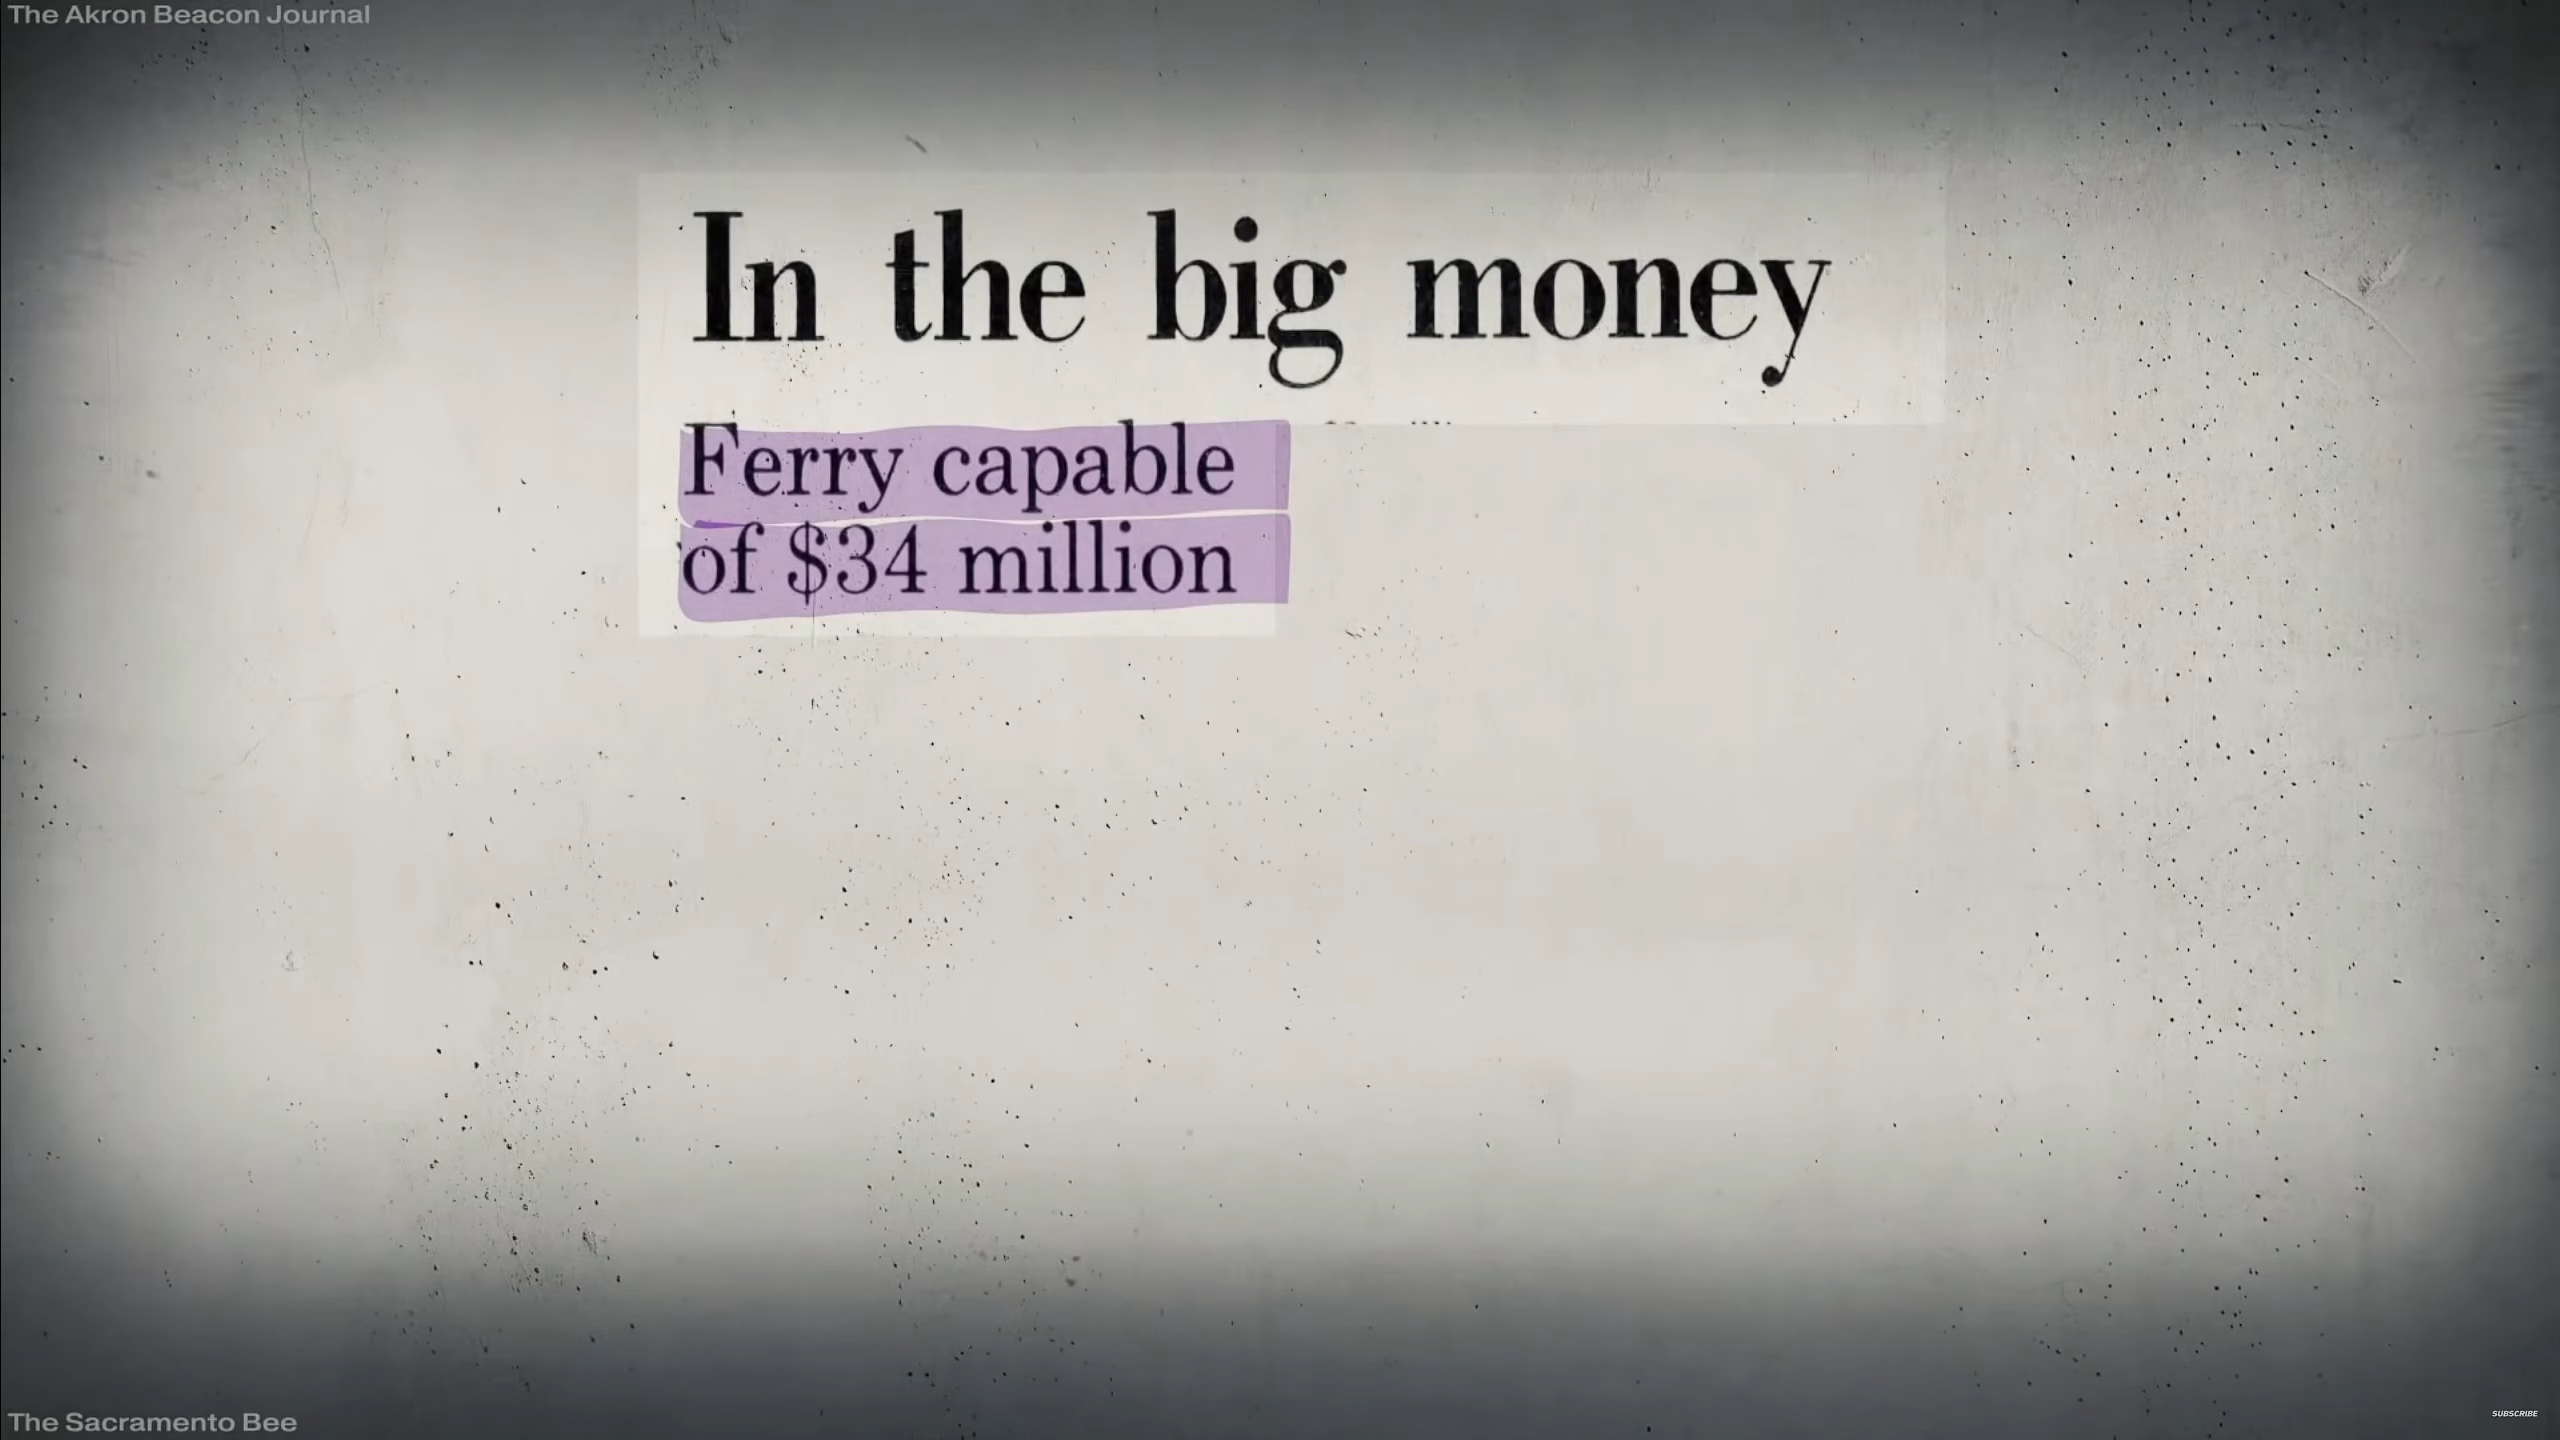 The Akron Beacon Journal
In the big money
Ferry capable
of $34 million
The Sacramento Bee
SUBSCRIBE